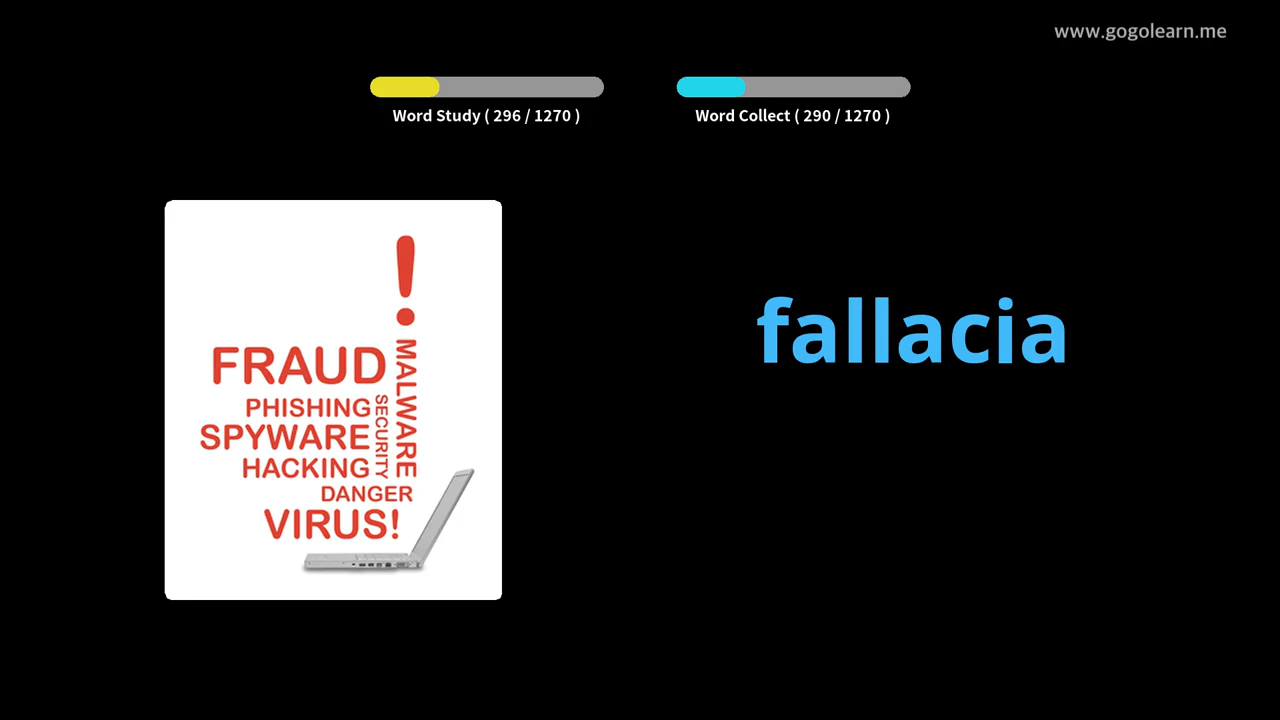 www.gogolearn.me
Word Study ( 296 / 1270 )
Word Collect ( 290 / 1270 )
!
FRAUD
MALWARE
PHISHING
SECURITY
SPYWARE
HACKING
DANGER
VIRUS!
fallacia